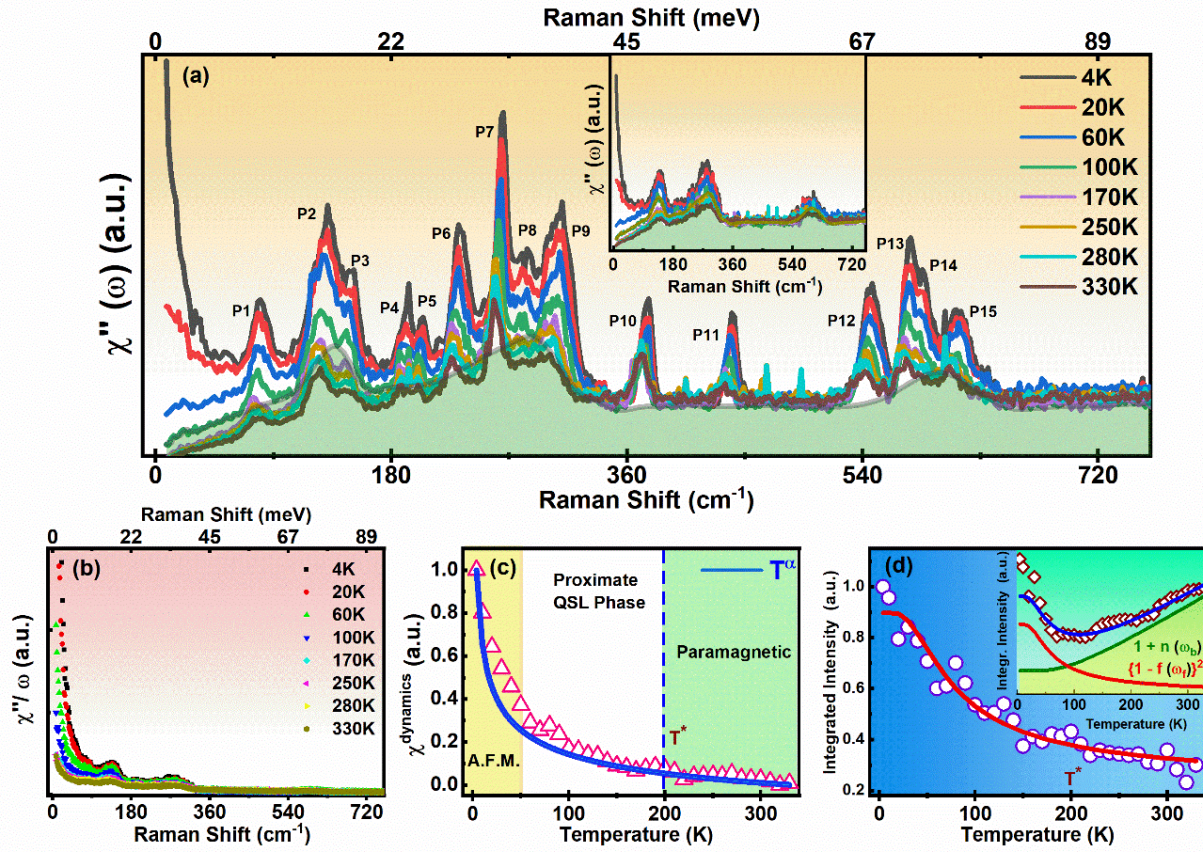 Raman Shift (meV)
0 22 45 67 89
(a)
χ'' (ω) (a.u.)
P1 P2 P3 P4 P5 P6 P7 P8 P9 P10 P11 P12 P13 P14 P15
4K
20K
60K
100K
170K
250K
280K
330K
χ'' (ω) (a.u.)
0 180 360 540 720
Raman Shift (cm⁻¹)
0 180 360 540 720
Raman Shift (cm⁻¹)
Raman Shift (meV)
0 22 45 67 89
(b)
χ''/ ω (a.u.)
4K
20K
60K
100K
170K
250K
280K
330K
0 180 360 540 720
Raman Shift (cm⁻¹)
(c)
χ^dynamics (a.u.)
1.0
0.8
0.6
0.4
0.2
0.0
T^α
Proximate
QSL Phase
Paramagnetic
T*
A.F.M.
0 100 200 300
Temperature (K)
(d)
Integrated Intensity (a.u.)
1.0
0.8
0.6
0.4
0.2
T*
0 100 200 300
Temperature (K)
Integr. Intensity (a.u.)
1 + n (ω_b)
{1 - f (ω_f)}²
0 100 200 300
Temperature (K)